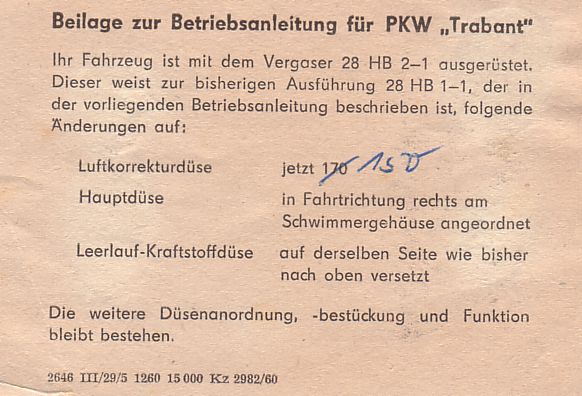 Beilage zur Betriebsanleitung für PKW „Trabant"
Ihr Fahrzeug ist mit dem Vergaser 28 HB 2–1 ausgerüstet.
Dieser weist zur bisherigen Ausführung 28 HB 1–1, der in
der vorliegenden Betriebsanleitung beschrieben ist, folgende
Änderungen auf:
Luftkorrekturdüse jetzt 170 150
Hauptdüse in Fahrtrichtung rechts am
Schwimmergehäuse angeordnet
Leerlauf-Kraftstoffdüse auf derselben Seite wie bisher
nach oben versetzt
Die weitere Düsenanordnung, -bestückung und Funktion
bleibt bestehen.
2646 III/29/5 1260 15 000 Kz 2982/60